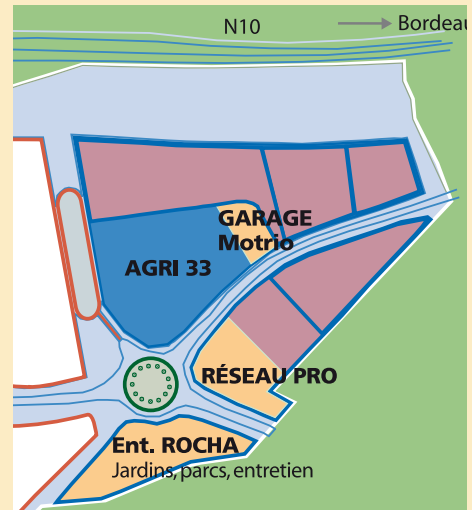 N10
Bordeau
GARAGE
Motrio
AGRI 33
RÉSEAU PRO
Ent. ROCHA
Jardins, parcs, entretien